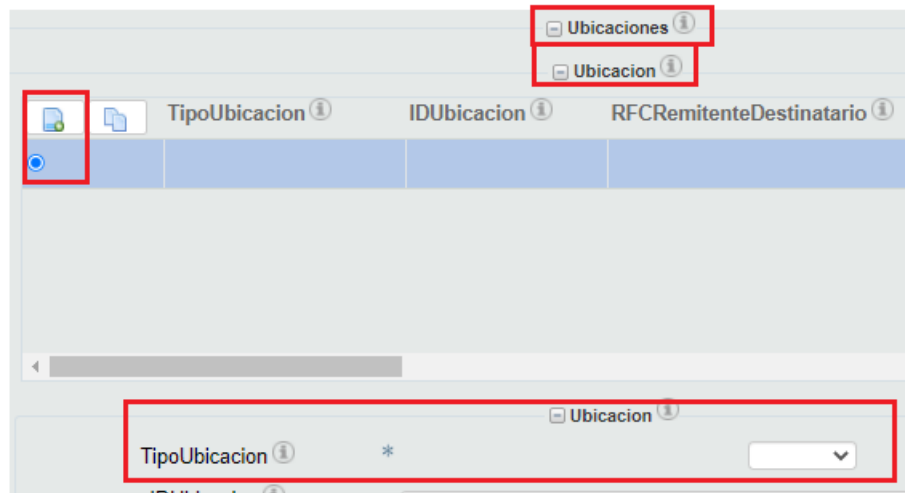 Ubicaciones
Ubicacion
TipoUbicacion IDUbicacion RFCRemitenteDestinatario
Ubicacion
TipoUbicacion *